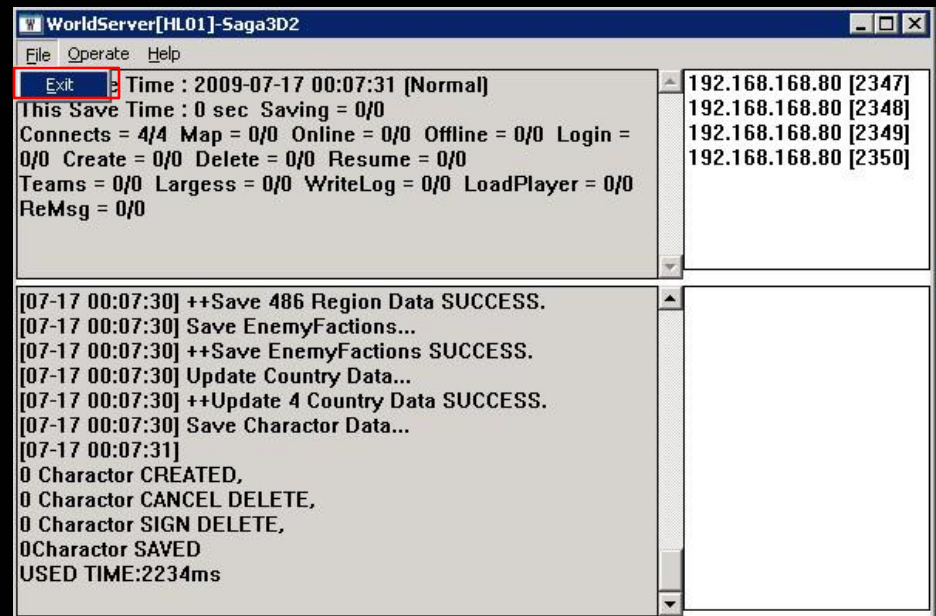 WorldServer[HL01]-Saga3D2
File Operate Help
Exit
e Time : 2009-07-17 00:07:31 (Normal)
This Save Time : 0 sec Saving = 0/0
Connects = 4/4 Map = 0/0 Online = 0/0 Offline = 0/0 Login =
0/0 Create = 0/0 Delete = 0/0 Resume = 0/0
Teams = 0/0 Largess = 0/0 WriteLog = 0/0 LoadPlayer = 0/0
ReMsg = 0/0
192.168.168.80 [2347]
192.168.168.80 [2348]
192.168.168.80 [2349]
192.168.168.80 [2350]
[07-17 00:07:30] ++Save 486 Region Data SUCCESS.
[07-17 00:07:30] Save EnemyFactions...
[07-17 00:07:30] ++Save EnemyFactions SUCCESS.
[07-17 00:07:30] Update Country Data...
[07-17 00:07:30] ++Update 4 Country Data SUCCESS.
[07-17 00:07:30] Save Charactor Data...
[07-17 00:07:31]
0 Charactor CREATED,
0 Charactor CANCEL DELETE,
0 Charactor SIGN DELETE,
0Charactor SAVED
USED TIME:2234ms